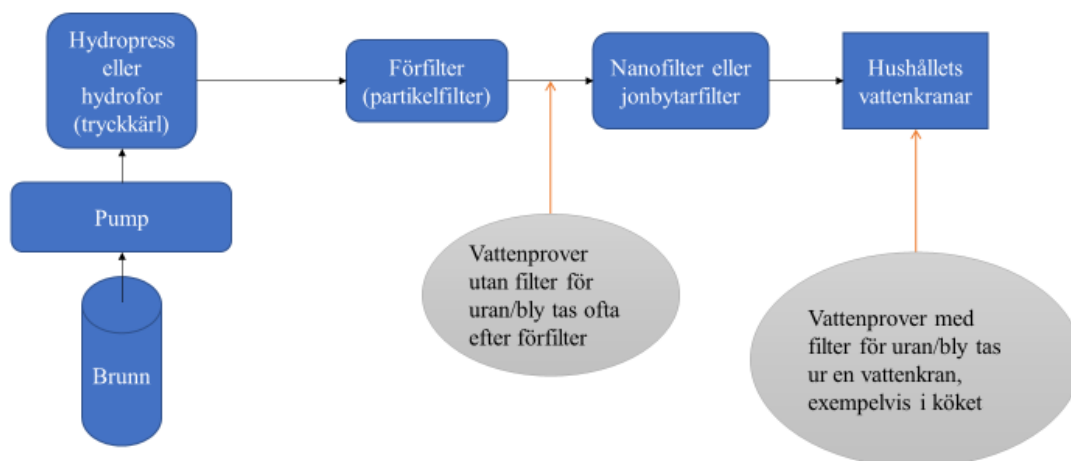 Hydropress
eller
hydrofor
(tryckkärl)
Förfilter
(partikelfilter)
Nanofilter eller
jonbytarfilter
Hushållets
vattenkranar
Pump
Brunn
Vattenprover
utan filter för
uran/bly tas ofta
efter förfilter
Vattenprover med
filter för uran/bly tas
ur en vattenkran,
exempelvis i köket